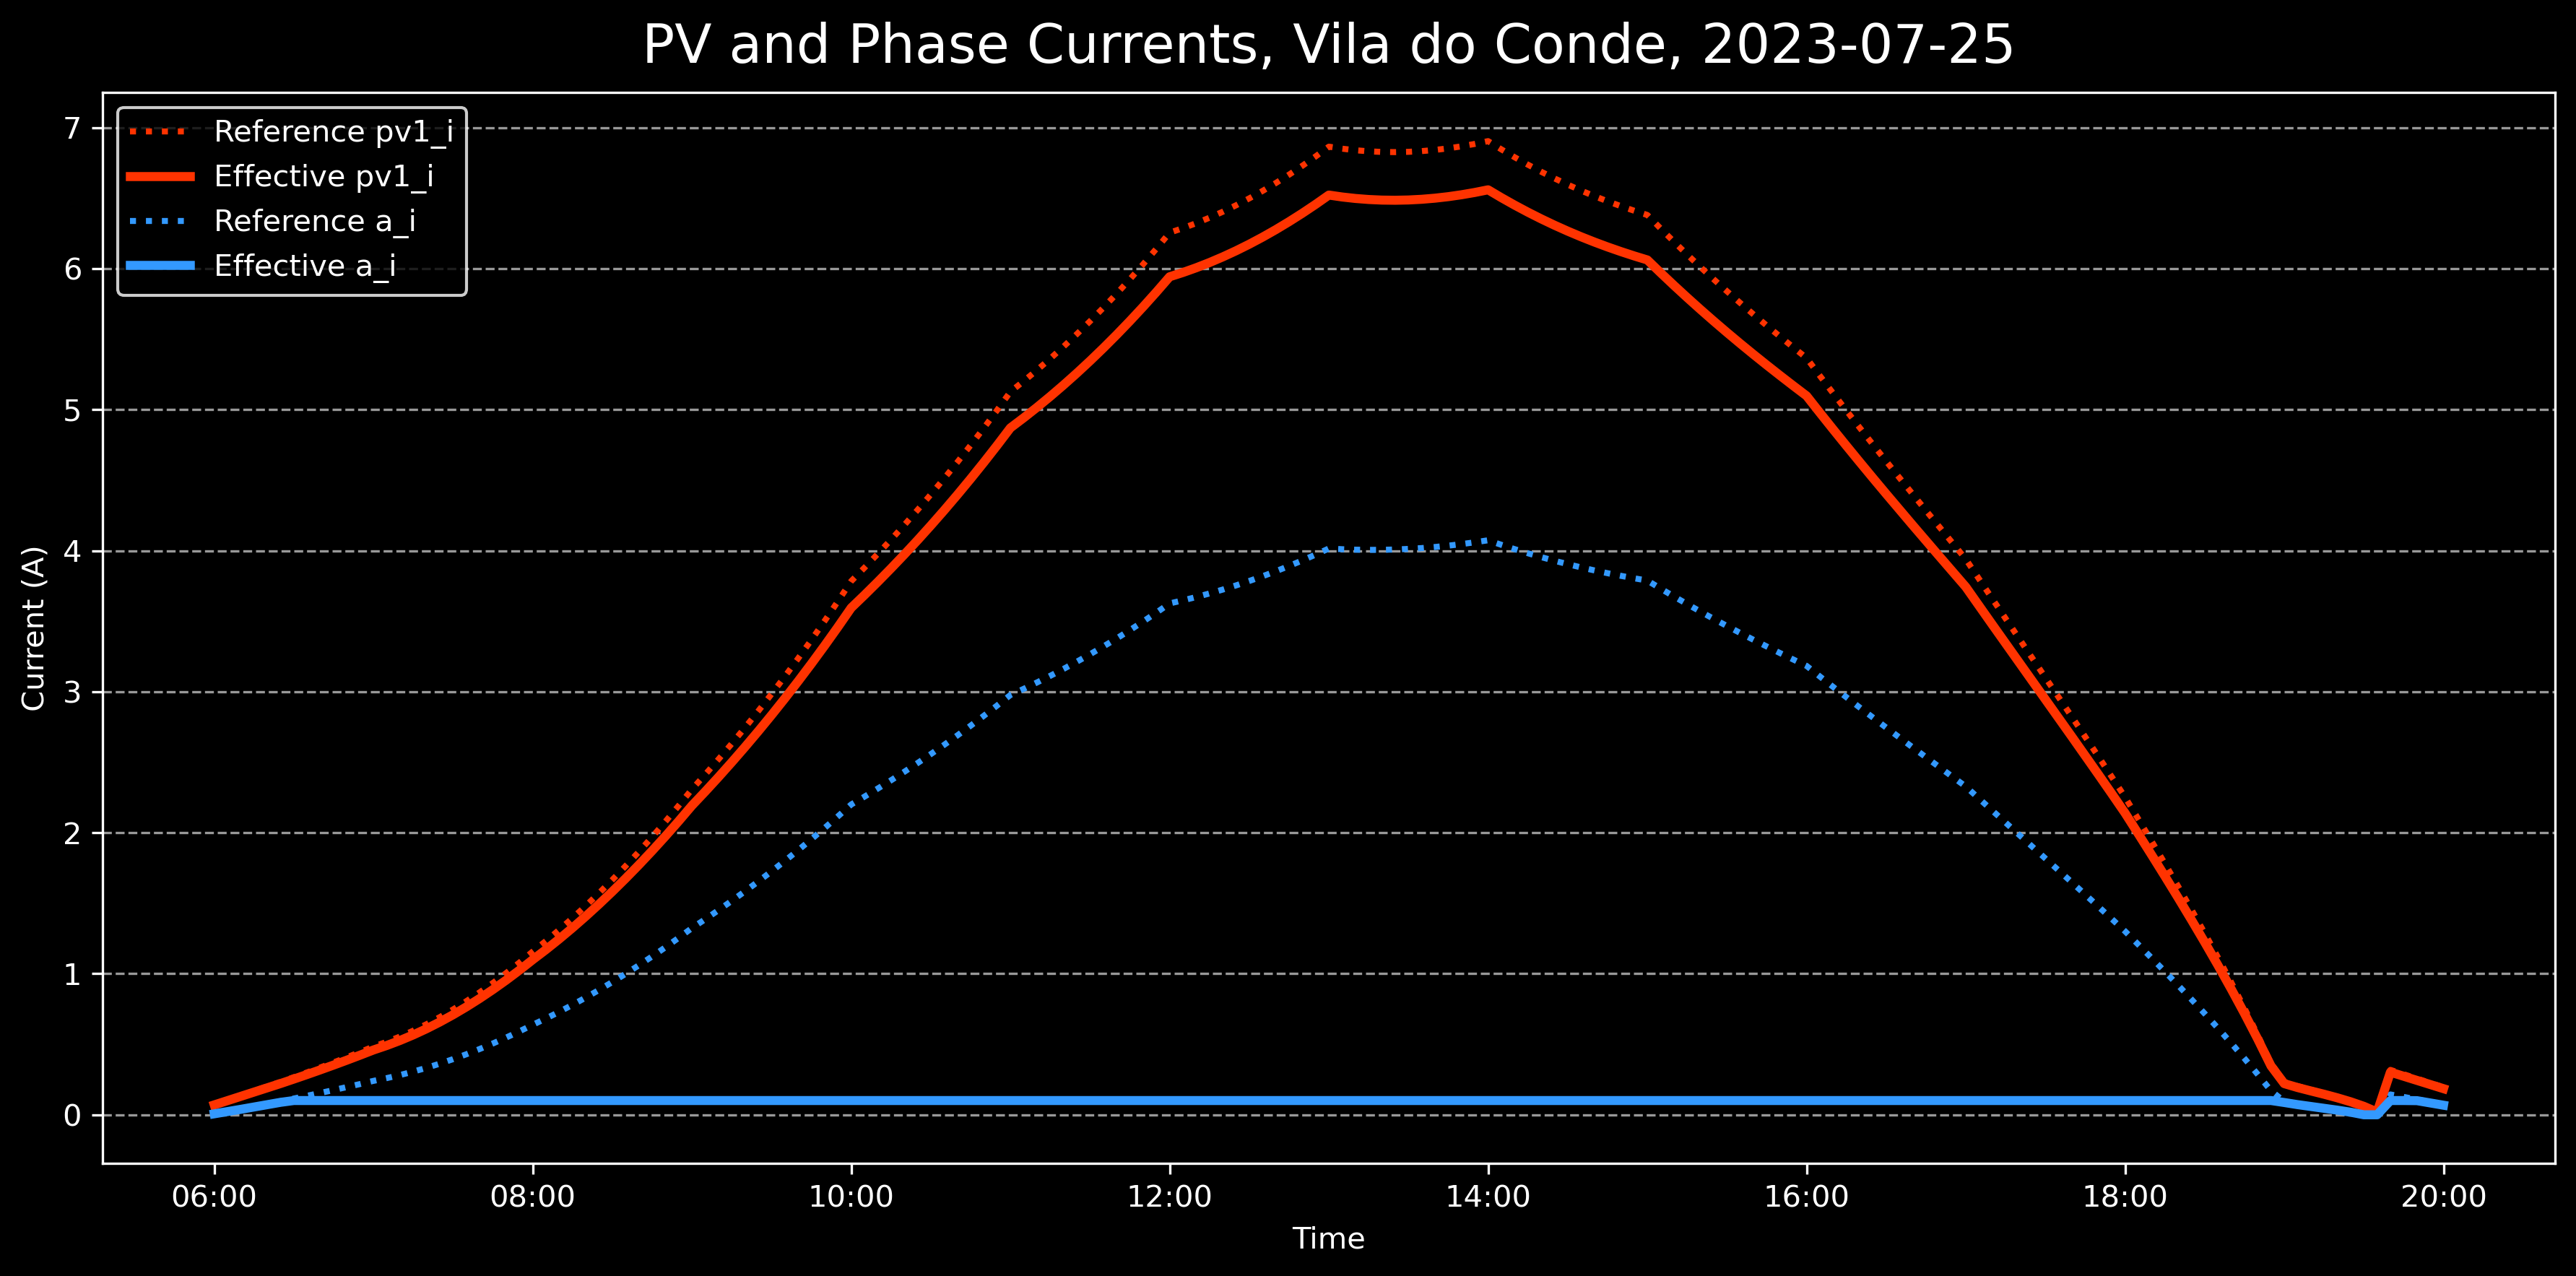 PV and Phase Currents, Vila do Conde, 2023-07-25
Reference pv1_i
Effective pv1_i
Reference a_i
Effective a_i
7
6
5
4
3
2
1
0
Current (A)
06:00 08:00 10:00 12:00 14:00 16:00 18:00 20:00
Time